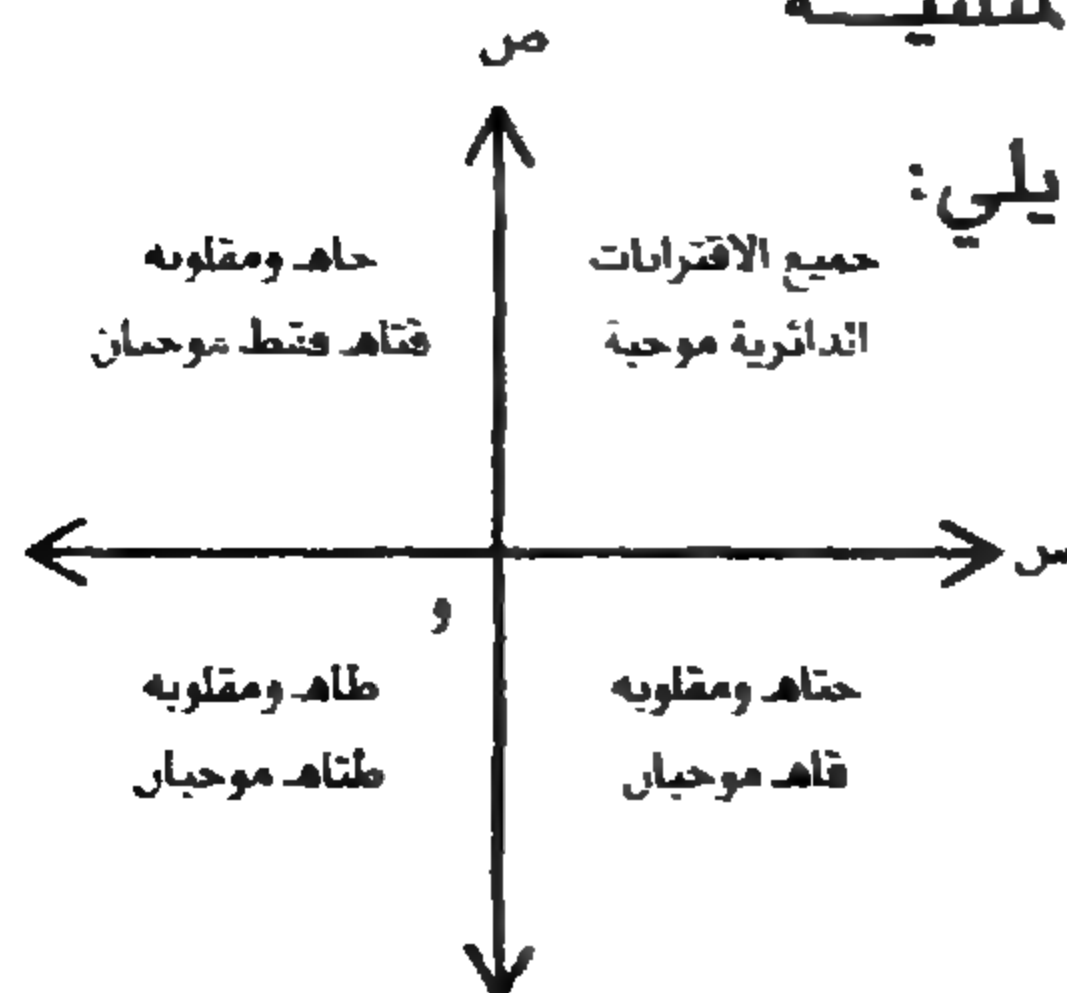 ص
يلي:
جميع الاقترانات
الدائرية موجبة
جاهـ ومقلوبه
قتاهـ فقط موجبان
س
و
جتاهـ ومقلوبه
قاهـ موجبان
ظاهـ ومقلوبه
ظتاهـ موجبان